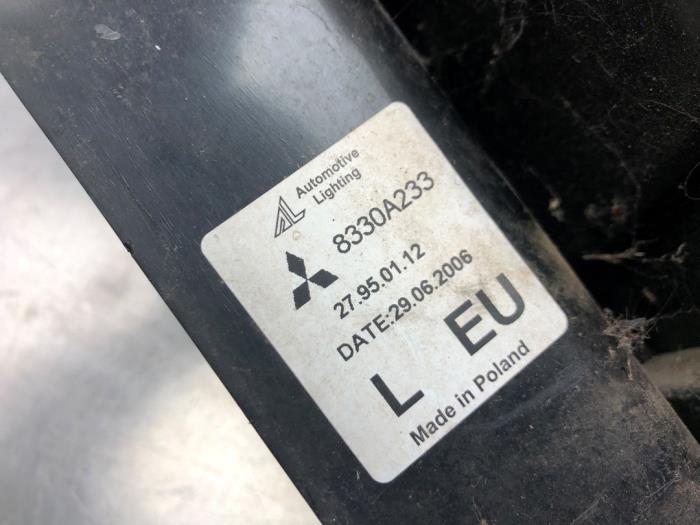 Automotive
Lighting
8330A233
27.95.01.12
DATE:29.06.2006
L EU
Made in Poland